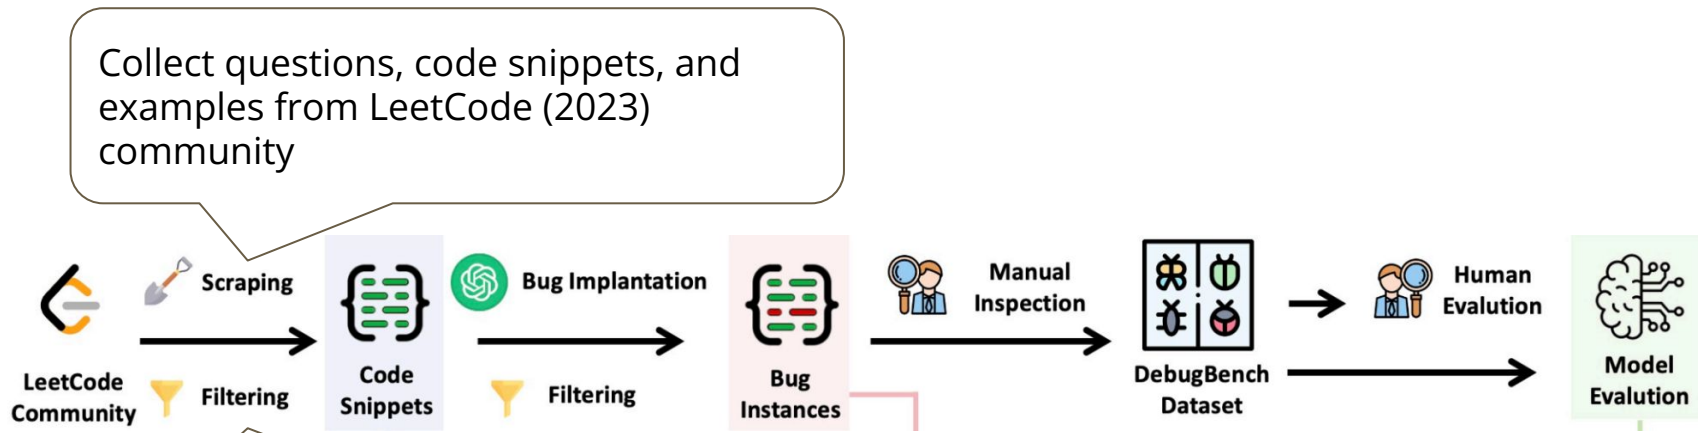 Collect questions, code snippets, and
examples from LeetCode (2023)
community
Scraping
Filtering
LeetCode
Community
Code
Snippets
Bug Implantation
Filtering
Bug
Instances
Manual
Inspection
DebugBench
Dataset
Human
Evalution
Model
Evalution